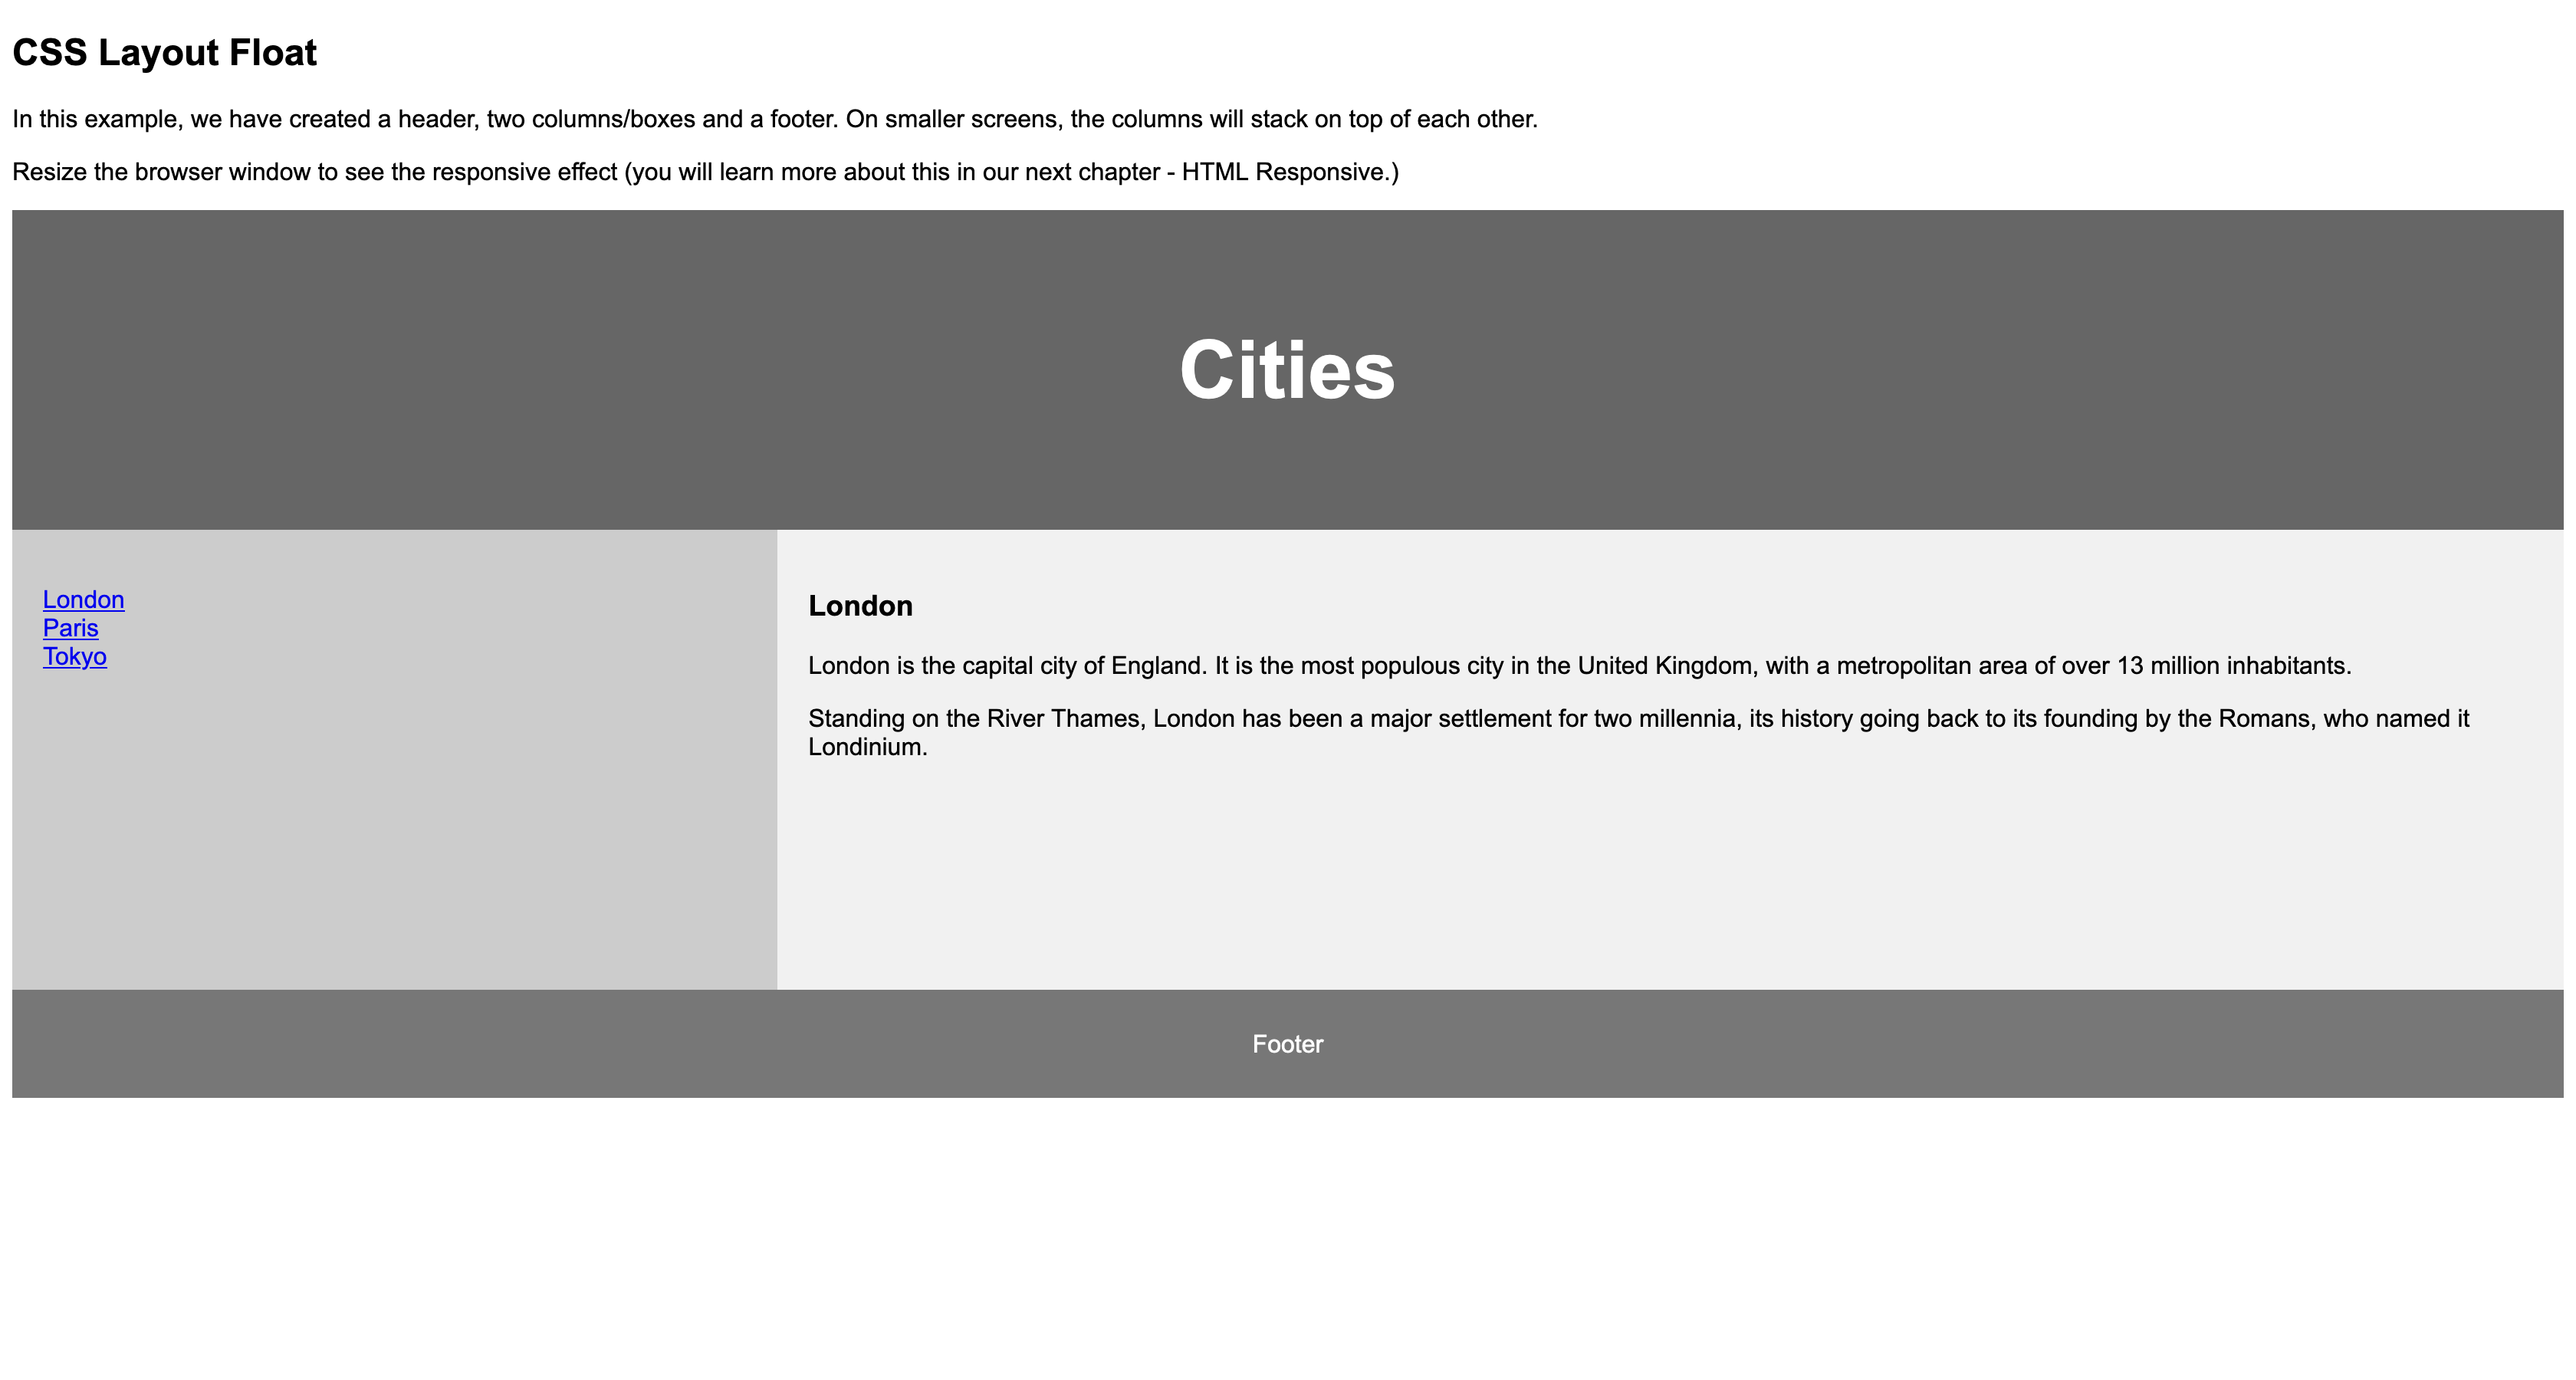 CSS Layout Float
In this example, we have created a header, two columns/boxes and a footer. On smaller screens, the columns will stack on top of each other.
Resize the browser window to see the responsive effect (you will learn more about this in our next chapter - HTML Responsive.)
Cities
London
Paris
Tokyo
London
London is the capital city of England. It is the most populous city in the United Kingdom, with a metropolitan area of over 13 million inhabitants.
Standing on the River Thames, London has been a major settlement for two millennia, its history going back to its founding by the Romans, who named it
Londinium.
Footer